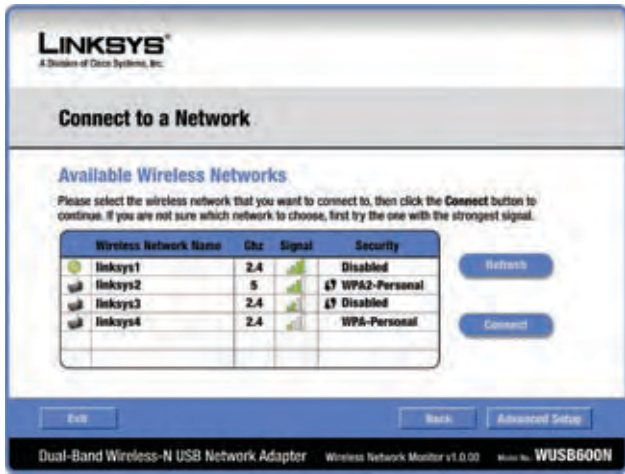 LINKSYS®
A Division of Cisco Systems, Inc.
Connect to a Network
Available Wireless Networks
Please select the wireless network that you want to connect to, then click the Connect button to
continue. If you are not sure which network to choose, first try the one with the strongest signal.
Wireless Network Name Ghz Signal Security
linksys1 2.4 Disabled
linksys2 5 WPA2-Personal
linksys3 2.4 Disabled
linksys4 2.4 WPA-Personal
Refresh
Connect
Exit
Back
Advanced Setup
Dual-Band Wireless-N USB Network Adapter Wireless Network Monitor v1.0.00 Model No. WUSB600N